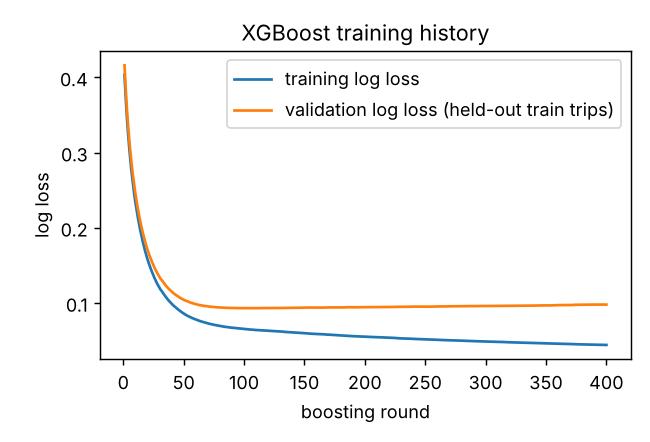 XGBoost training history
training log loss
validation log loss (held-out train trips)
log loss
0.4
0.3
0.2
0.1
0 50 100 150 200 250 300 350 400
boosting round